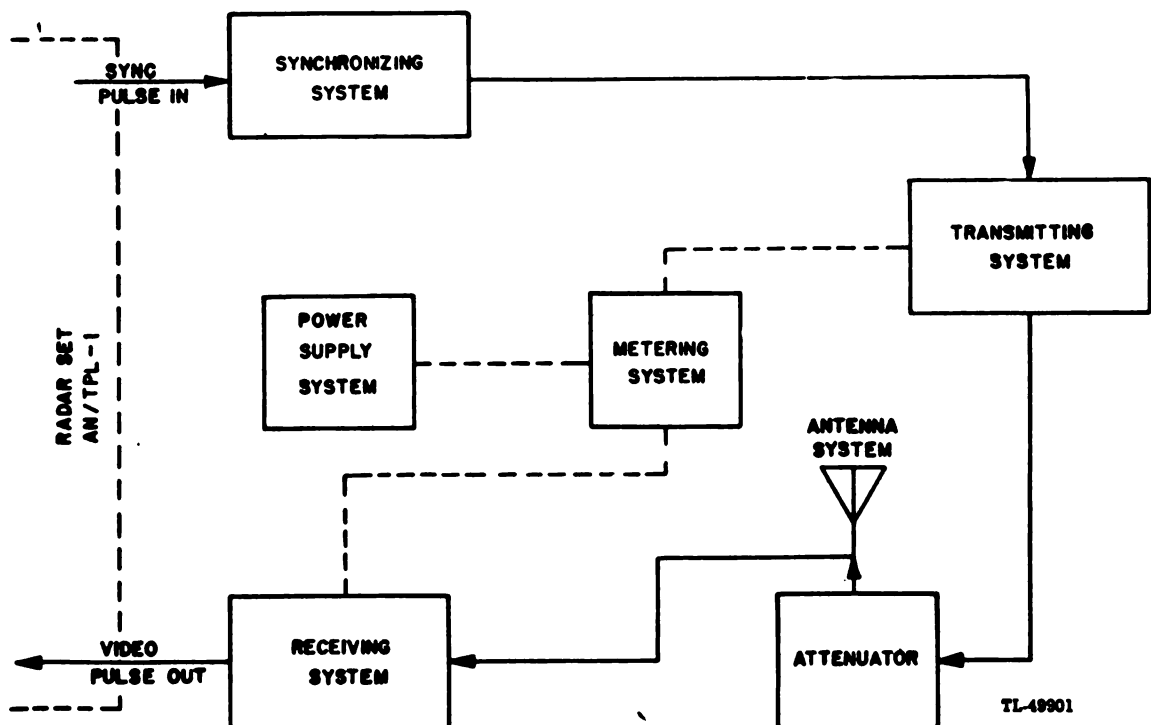 SYNC
PULSE IN
SYNCHRONIZING
SYSTEM
TRANSMITTING
SYSTEM
POWER
SUPPLY
SYSTEM
METERING
SYSTEM
RADAR SET
AN/TPL-1
ANTENNA
SYSTEM
VIDEO
PULSE OUT
RECEIVING
SYSTEM
ATTENUATOR
TL-49901